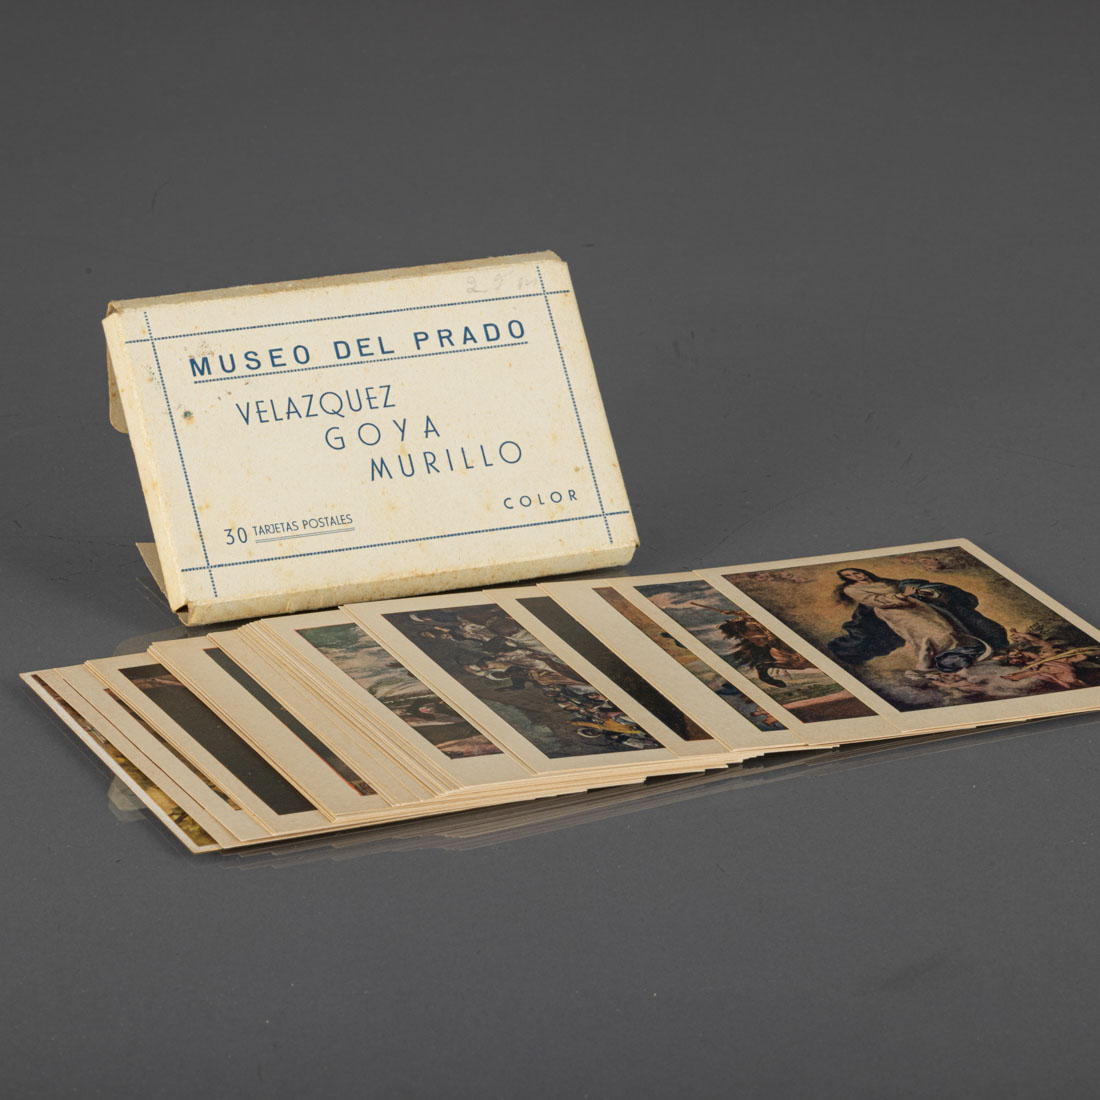 MUSEO DEL PRADO
VELAZQUEZ
GOYA
MURILLO
COLOR
30 TARJETAS POSTALES